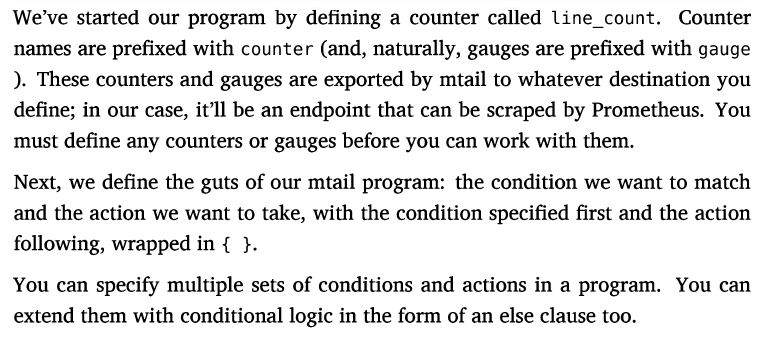 We’ve started our program by defining a counter called line_count. Counter
names are prefixed with counter (and, naturally, gauges are prefixed with gauge
). These counters and gauges are exported by mtail to whatever destination you
define; in our case, it’ll be an endpoint that can be scraped by Prometheus. You
must define any counters or gauges before you can work with them.
Next, we define the guts of our mtail program: the condition we want to match
and the action we want to take, with the condition specified first and the action
following, wrapped in { }.
You can specify multiple sets of conditions and actions in a program. You can
extend them with conditional logic in the form of an else clause too.